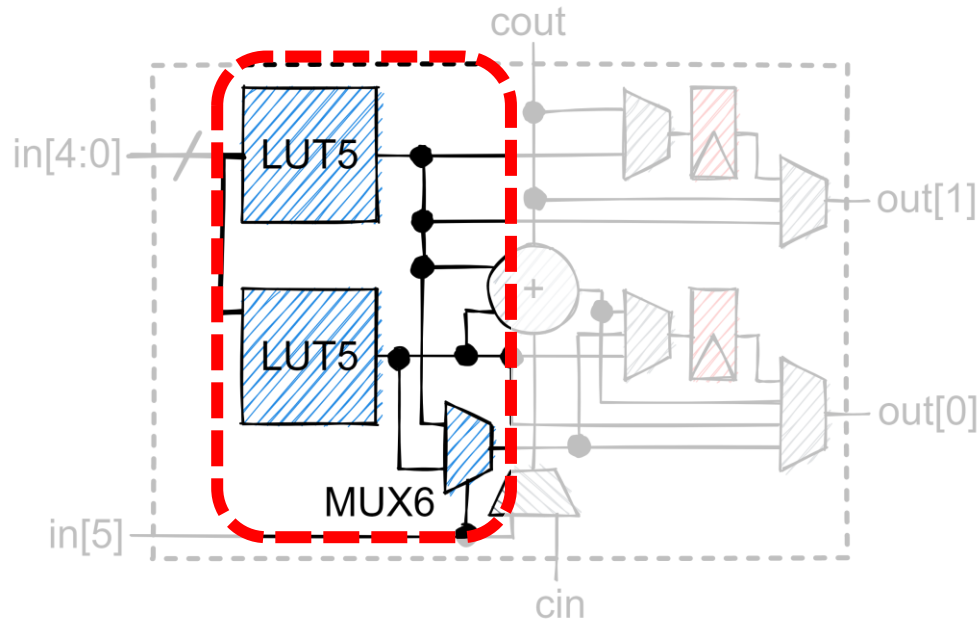 cout
in[4:0]
LUT5
out[1]
+
LUT5
out[0]
MUX6
in[5]
cin